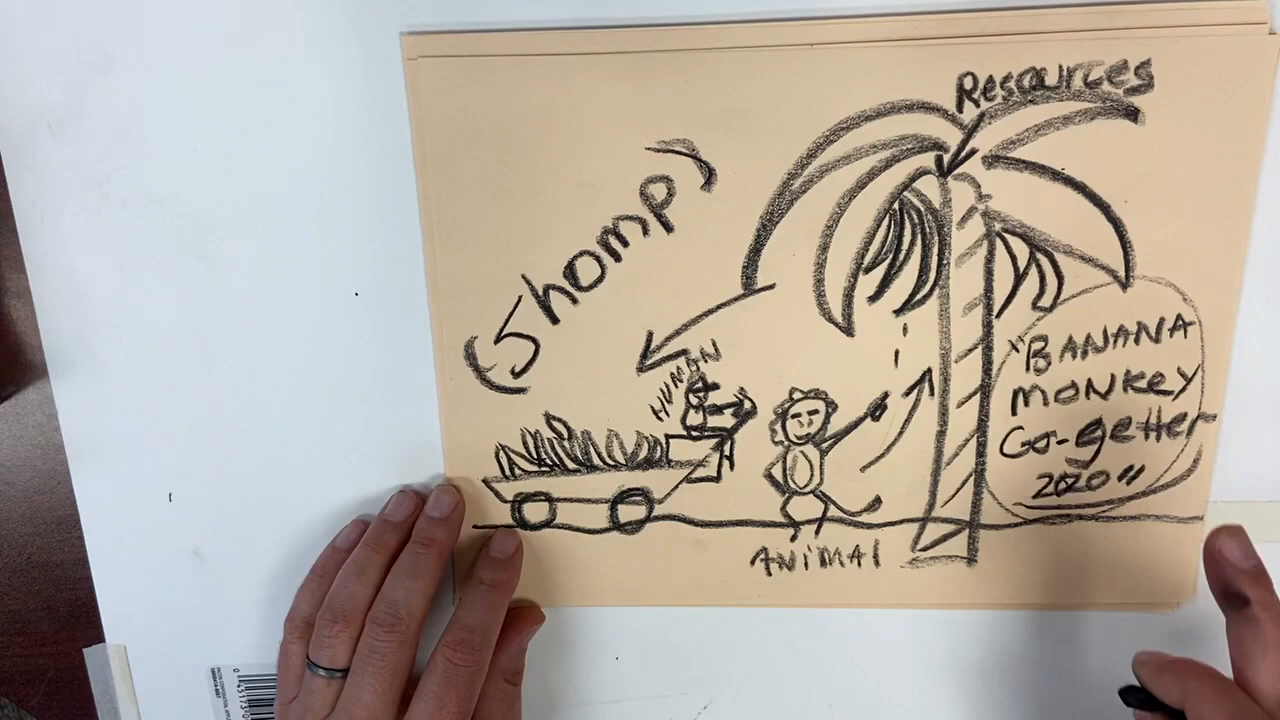 Resources
(Shomp)
HUMAN
"BANANA
MONKEY
Go-getter
2020"
ANIMAl